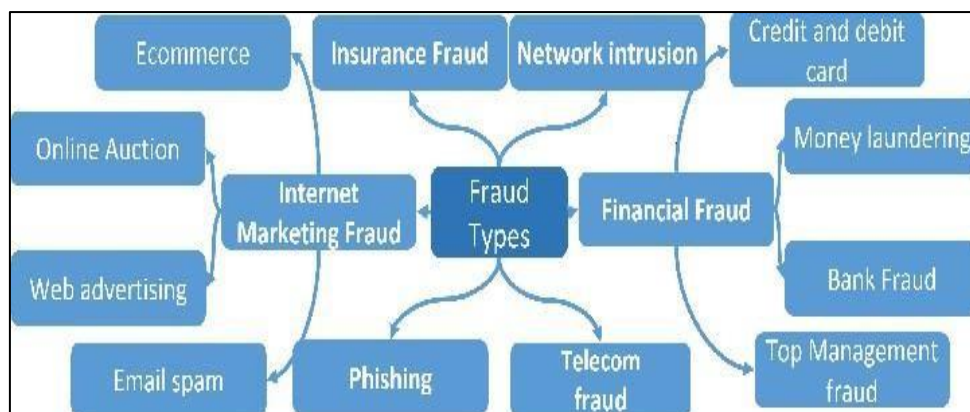 Ecommerce
Insurance Fraud
Network intrusion
Credit and debit
card
Online Auction
Money laundering
Internet
Marketing Fraud
Fraud
Types
Financial Fraud
Web advertising
Bank Fraud
Email spam
Phishing
Telecom
fraud
Top Management
fraud